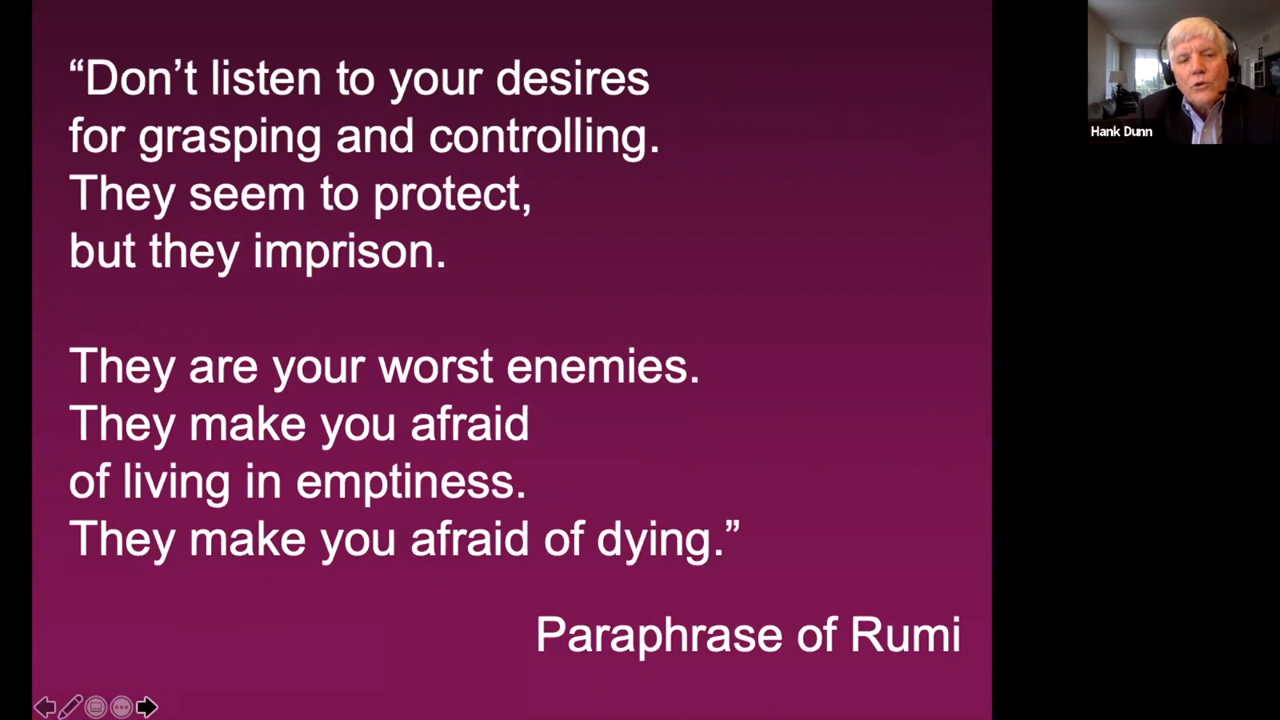 “Don’t listen to your desires
for grasping and controlling.
They seem to protect,
but they imprison.
They are your worst enemies.
They make you afraid
of living in emptiness.
They make you afraid of dying.”
Paraphrase of Rumi
Hank Dunn